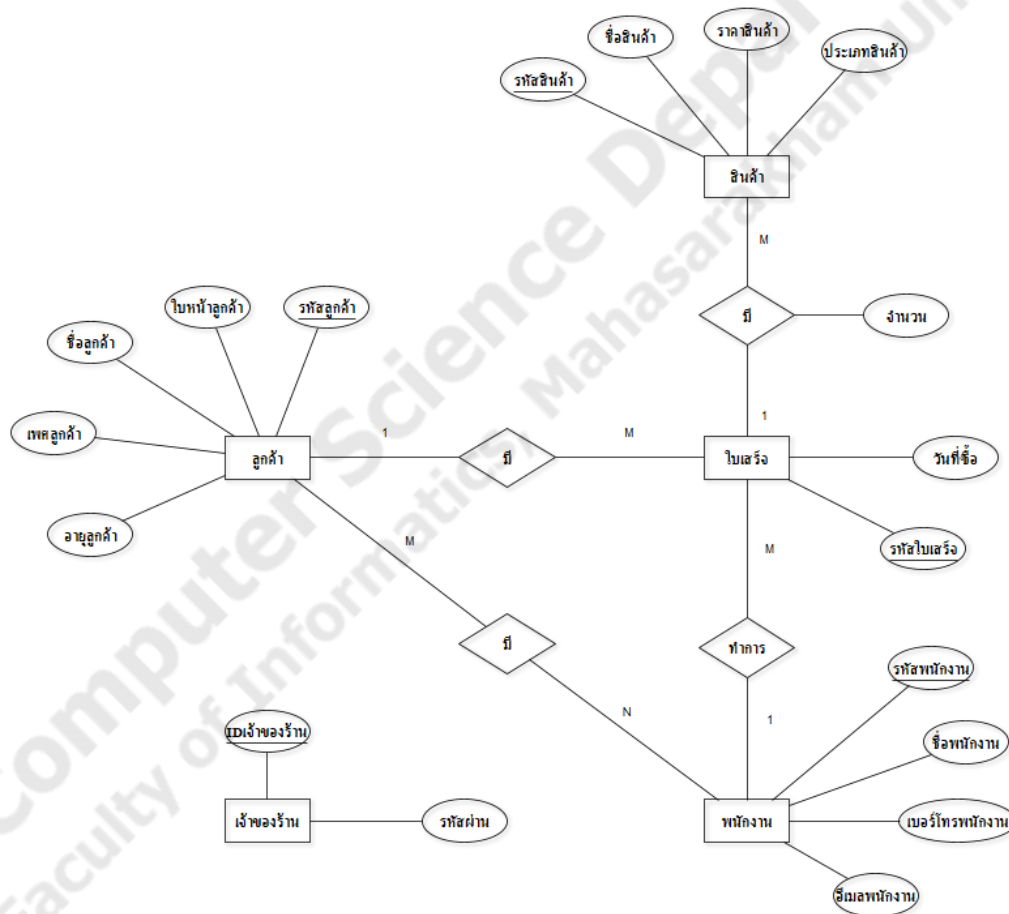 ราคาสินค้า
ชื่อสินค้า
ประเภทสินค้า
รหัสสินค้า
สินค้า
M
มี
จำนวน
1
ใบหน้าลูกค้า
รหัสลูกค้า
ชื่อลูกค้า
เพศลูกค้า
ลูกค้า
1
มี
M
ใบเสร็จ
วันที่ซื้อ
อายุลูกค้า
รหัสใบเสร็จ
M
M
มี
ทำการ
รหัสพนักงาน
N
1
IDเจ้าของร้าน
ชื่อพนักงาน
เจ้าของร้าน
รหัสผ่าน
พนักงาน
เบอร์โทรพนักงาน
อีเมลพนักงาน
Computer Science Depar
Faculty of Informatics, Mahasarakham Un